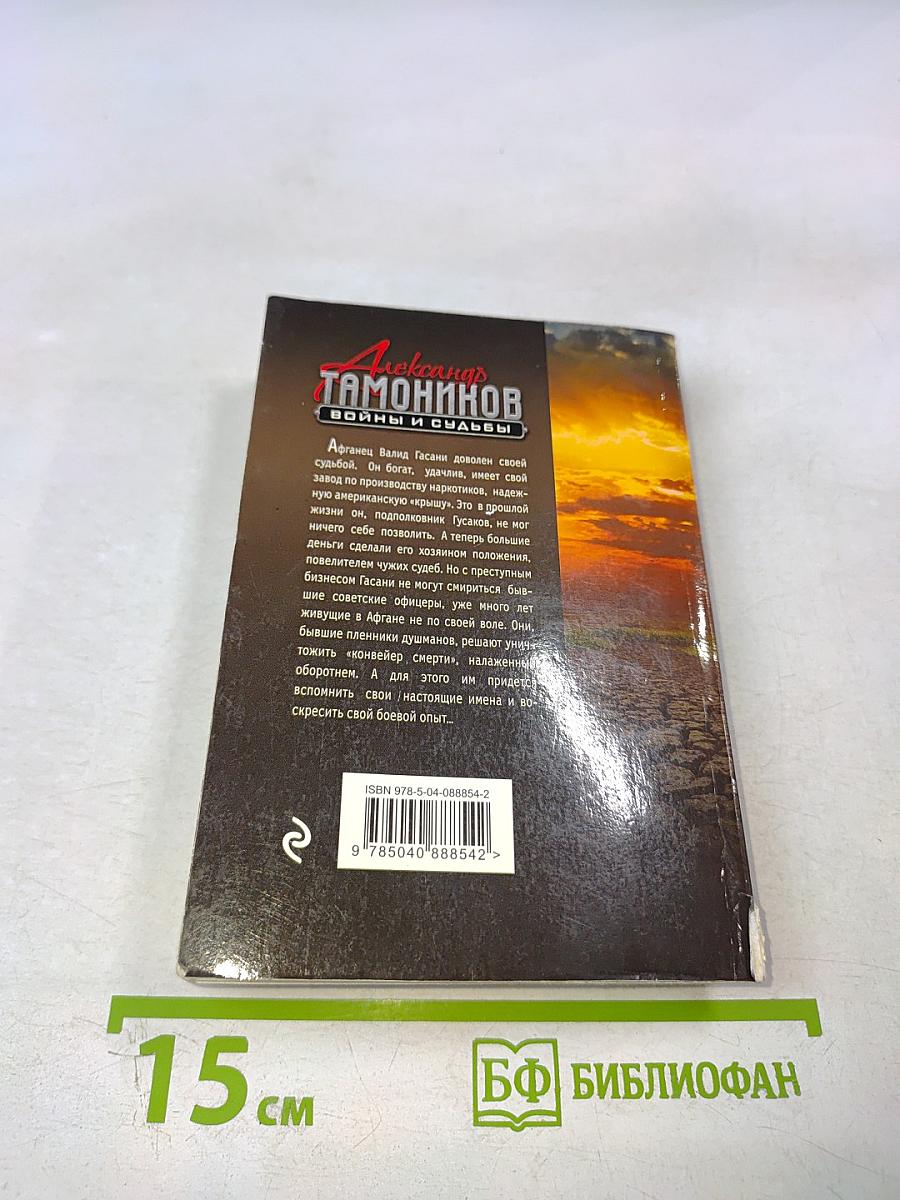 Александр
ТАМОНИКОВ
ВОЙНЫ И СУДЬБЫ
Афганец Валид Гасани доволен своей
судьбой. Он богат, удачлив, имеет свой
завод по производству наркотиков, надеж-
ную американскую «крышу». Это в прошлой
жизни он, подполковник Гусаков, не мог
ничего себе позволить. А теперь большие
деньги сделали его хозяином положения,
повелителем чужих судеб. Но с преступным
бизнесом Гасани не могут смириться быв-
шие советские офицеры, уже много лет
живущие в Афгане не по своей воле. Они,
бывшие пленники душманов, решают унич-
тожить «конвейер смерти», налаженный
оборотнем. А для этого им придется
вспомнить свои настоящие имена и во-
скресить свой боевой опыт...
ISBN 978-5-04-088854-2
9 785040 888542 >
15 см
БФ БИБЛИОФАН